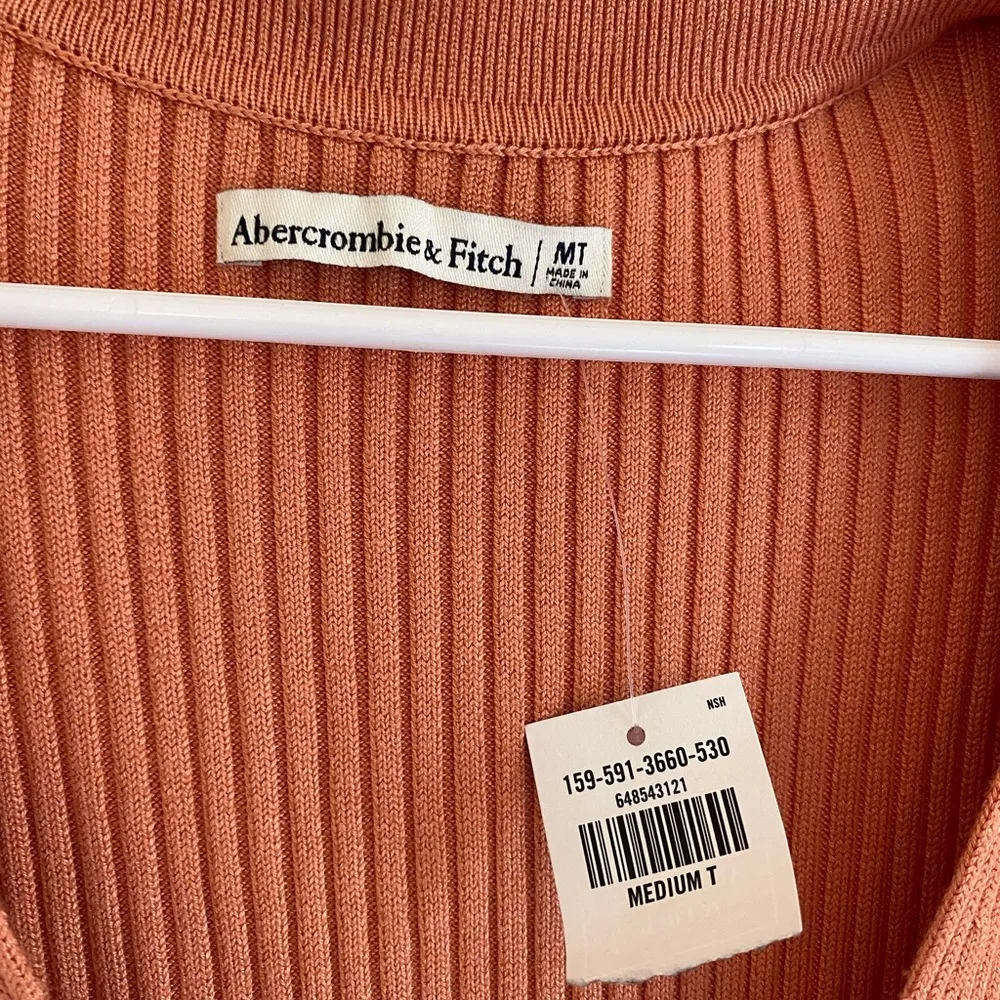 Abercrombie & Fitch | MT
MADE IN
CHINA
NSH
159-591-3660-530
648543121
MEDIUM T